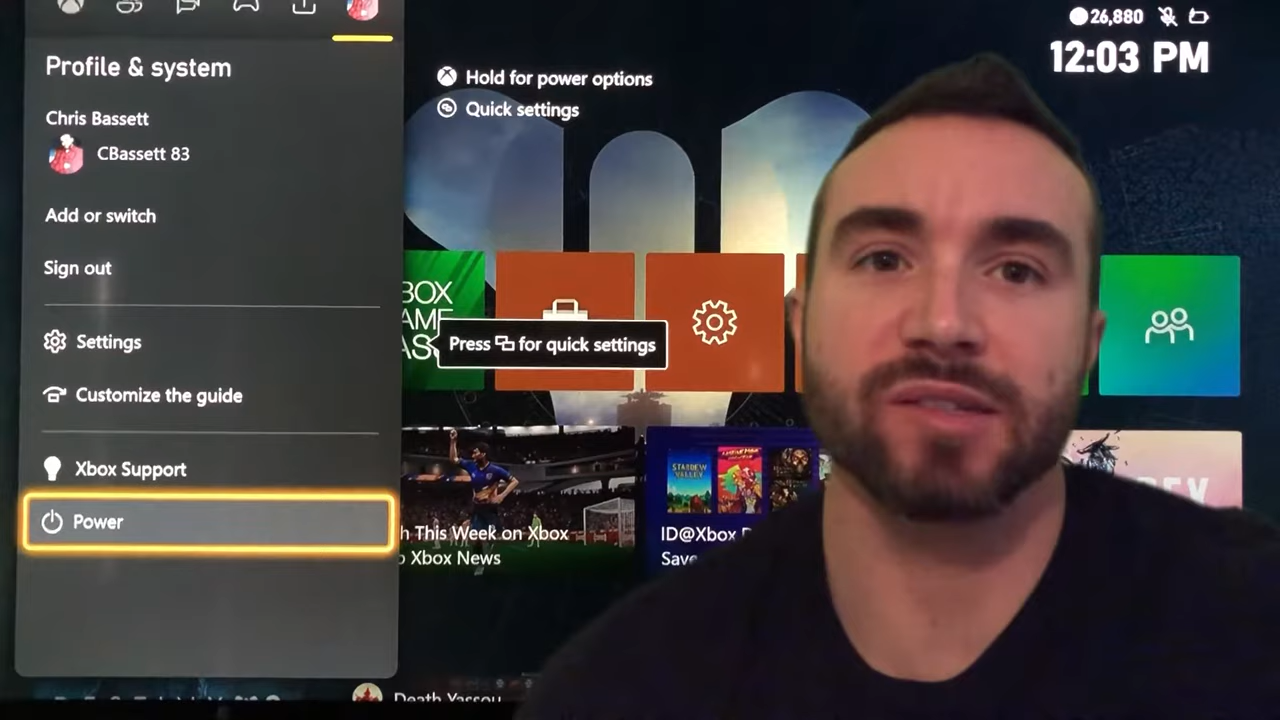 26,880
12:03 PM
Profile & system
Hold for power options
Quick settings
Chris Bassett
CBassett 83
Add or switch
Sign out
Settings
Customize the guide
Xbox Support
Power
BOX
AME
AS
Press for quick settings
STARDEW
VALLEY
This Week on Xbox
Xbox News
ID@Xbox
Save
Death Yassou